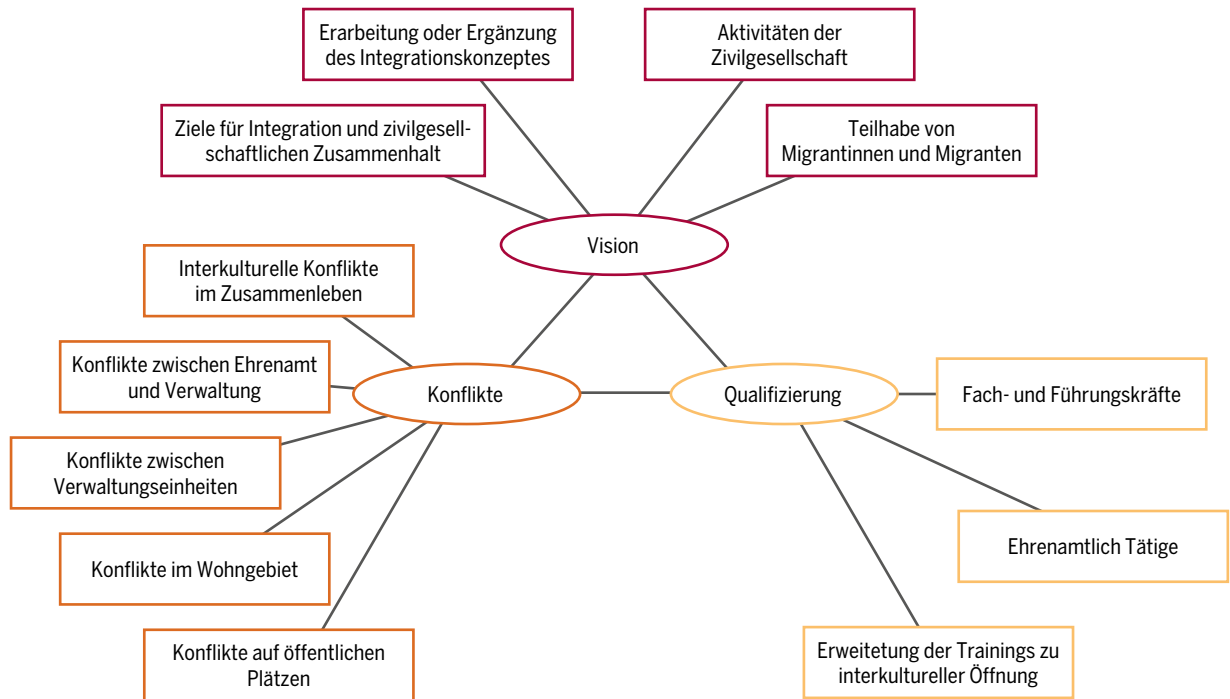 Erarbeitung oder Ergänzung
des Integrationskonzeptes
Aktivitäten der
Zivilgesellschaft
Ziele für Integration und zivilgesell-
schaftlichen Zusammenhalt
Teilhabe von
Migrantinnen und Migranten
Vision
Interkulturelle Konflikte
im Zusammenleben
Konflikte zwischen Ehrenamt
und Verwaltung
Konflikte
Qualifizierung
Fach- und Führungskräfte
Konflikte zwischen
Verwaltungseinheiten
Ehrenamtlich Tätige
Konflikte im Wohngebiet
Konflikte auf öffentlichen
Plätzen
Erweitetung der Trainings zu
interkultureller Öffnung